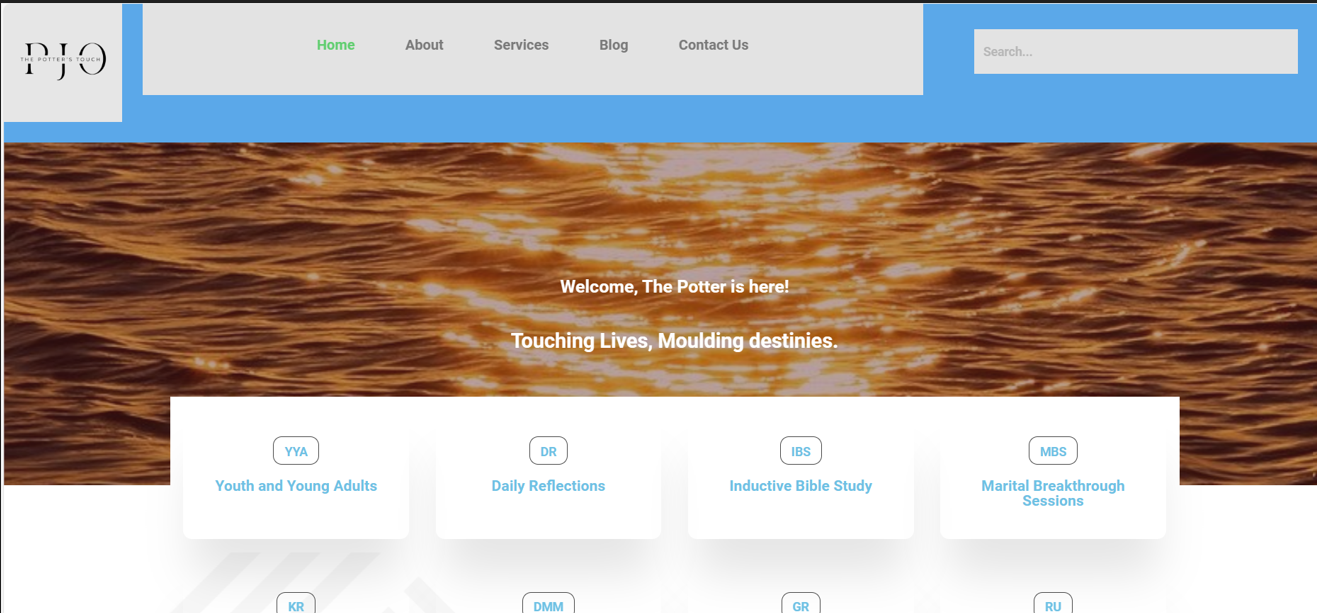 PJO
THE POTTER'S TOUCH
Home About Services Blog Contact Us
Search...
Welcome, The Potter is here!
Touching Lives, Moulding destinies.
YYA DR IBS MBS
Youth and Young Adults Daily Reflections Inductive Bible Study Marital Breakthrough
Sessions
KR DMM GR RU